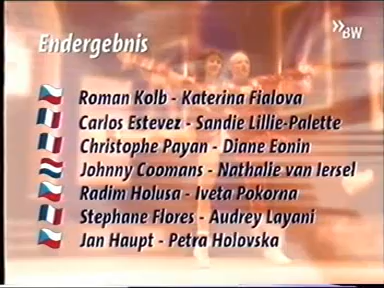 Endergebnis
»BW
Roman Kolb - Katerina Fialova
Carlos Estevez - Sandie Lillie-Palette
Christophe Payan - Diane Eonin
Johnny Coomans - Nathalie van Iersel
Radim Holusa - Iveta Pokorna
Stephane Flores - Audrey Layani
Jan Haupt - Petra Holovska